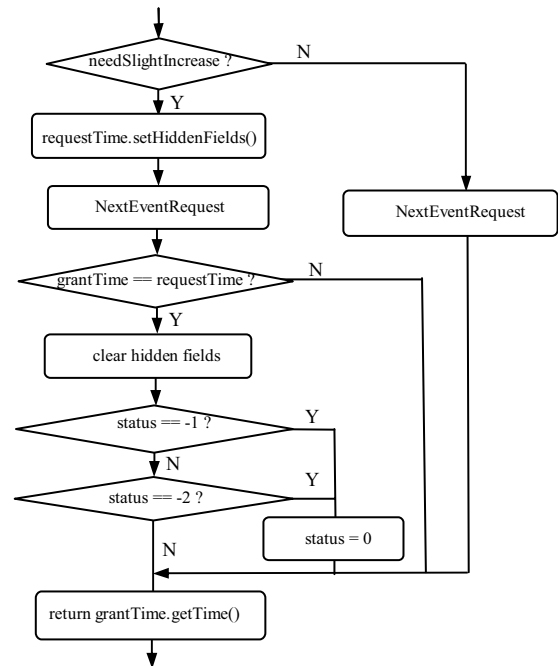 needSlightIncrease ?
N
Y
requestTime.setHiddenFields()
NextEventRequest
NextEventRequest
grantTime == requestTime ?
N
Y
clear hidden fields
status == -1 ?
Y
N
status == -2 ?
Y
status = 0
N
return grantTime.getTime()